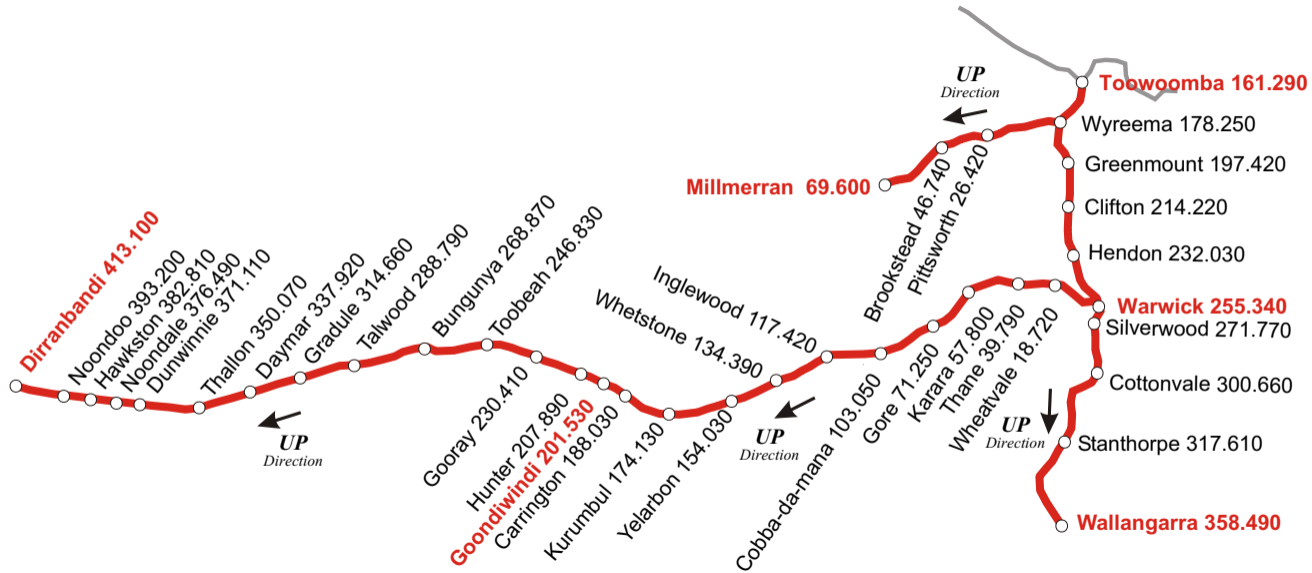 UP
Direction
Toowoomba 161.290
Wyreema 178.250
Greenmount 197.420
Clifton 214.220
Hendon 232.030
Warwick 255.340
Silverwood 271.770
Cottonvale 300.660
UP
Direction
Stanthorpe 317.610
Wallangarra 358.490
Millmerran 69.600
Brookstead 46.740
Pittsworth 26.420
Dirranbandi 413.100
Noondoo 393.200
Hawkston 382.810
Noondale 376.490
Dunwinnie 371.110
Thallon 350.070
Daymar 337.920
Gradule 314.660
Talwood 288.790
Bungunya 268.870
Toobeah 246.830
UP
Direction
Gooray 230.410
Hunter 207.890
Goondiwindi 201.530
Carrington 188.030
Kurumbul 174.130
Yelarbon 154.030
Whetstone 134.390
Inglewood 117.420
UP
Direction
Cobba-da-mana 103.050
Gore 71.250
Karara 57.800
Thane 39.790
Wheatvale 18.720